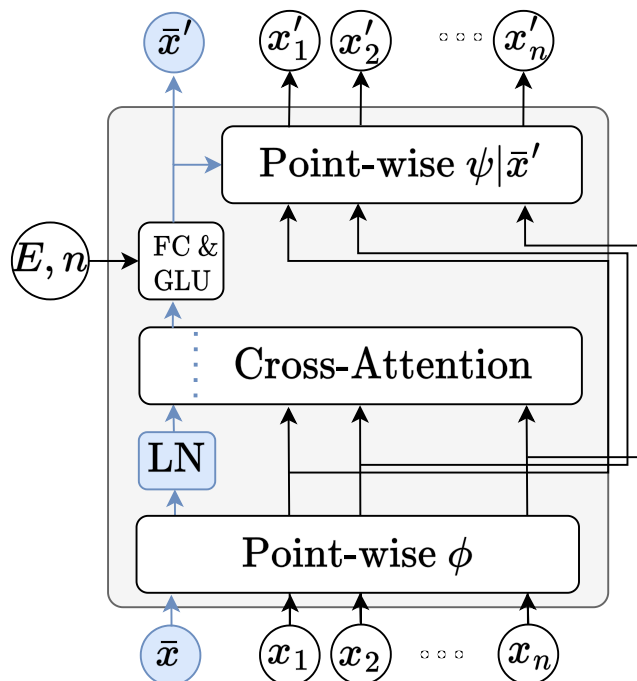 x̄′ x′₁ x′₂ ∘∘∘ x′ₙ
Point-wise ψ|x̄′
E, n
FC &
GLU
Cross-Attention
LN
Point-wise ϕ
x̄ x₁ x₂ ∘∘∘ xₙ